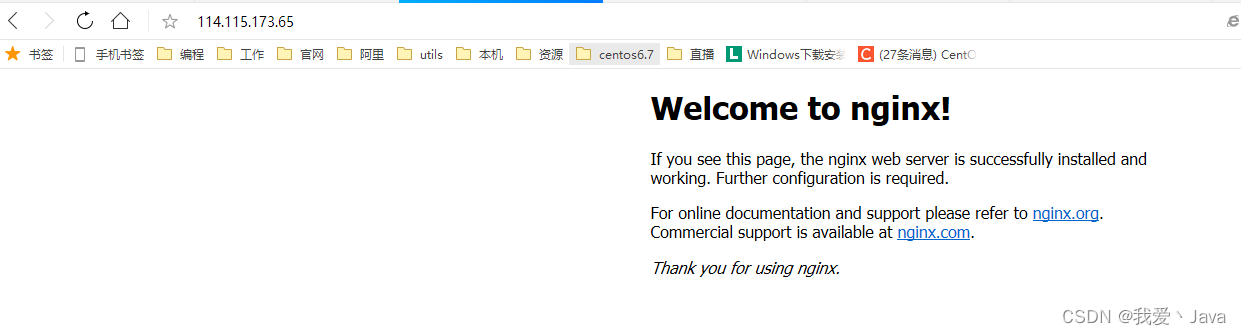 114.115.173.65
书签 手机书签 编程 工作 官网 阿里 utils 本机 资源 centos6.7 直播 Windows下载安装 (27条消息) CentO
Welcome to nginx!
If you see this page, the nginx web server is successfully installed and
working. Further configuration is required.
For online documentation and support please refer to nginx.org.
Commercial support is available at nginx.com.
Thank you for using nginx.
CSDN @我爱丶Java